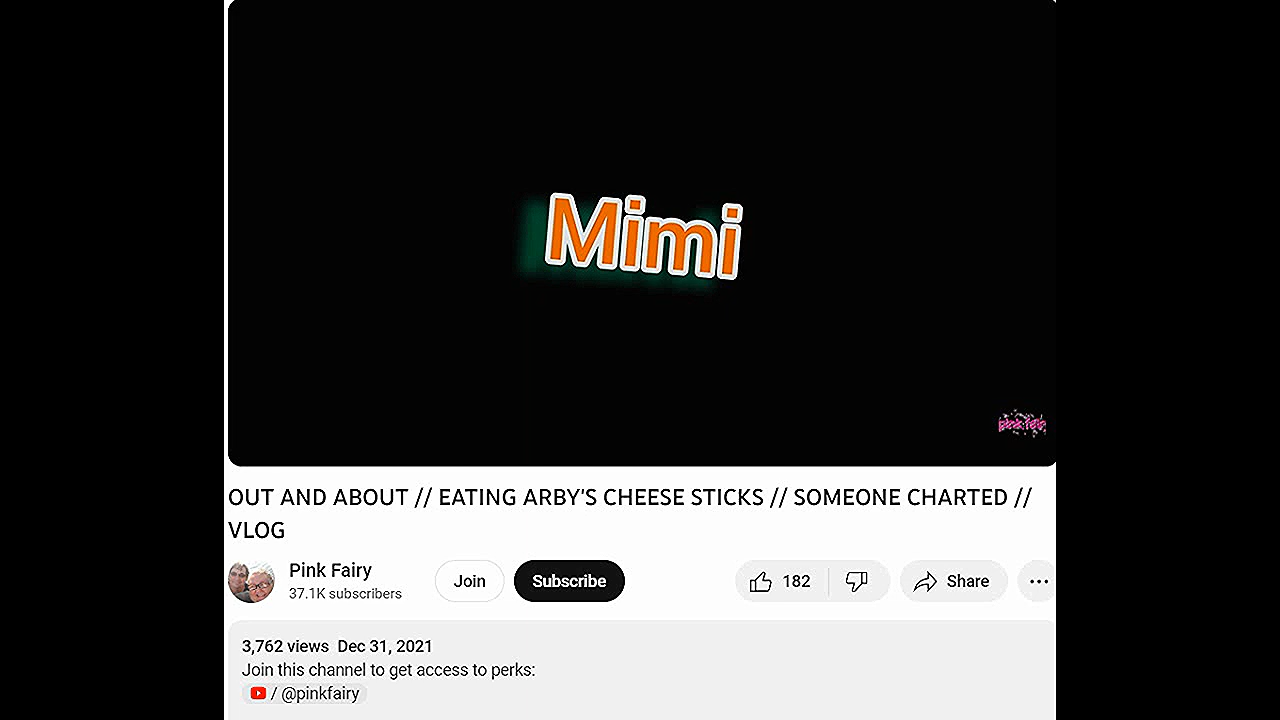 Mimi
OUT AND ABOUT // EATING ARBY'S CHEESE STICKS // SOMEONE CHARTED //
VLOG
Pink Fairy
37.1K subscribers
Join
Subscribe
182
Share
3,762 views Dec 31, 2021
Join this channel to get access to perks:
/ @pinkfairy